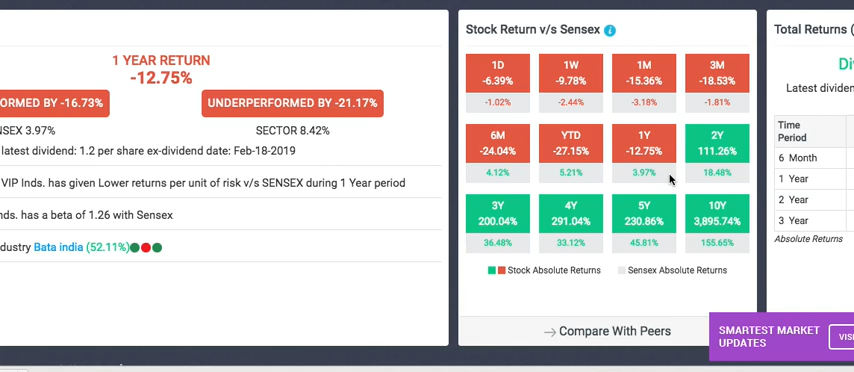 1 YEAR RETURN
-12.75%
ORMED BY -16.73%
UNDERPERFORMED BY -21.17%
NSEX 3.97%
SECTOR 8.42%
latest dividend: 1.2 per share ex-dividend date: Feb-18-2019
VIP Inds. has given Lower returns per unit of risk v/s SENSEX during 1 Year period
nds. has a beta of 1.26 with Sensex
dustry Bata india (52.11%)
Stock Return v/s Sensex
1D 1W 1M 3M
-6.39% -9.78% -15.36% -18.53%
-1.02% -2.44% -3.18% -1.81%
6M YTD 1Y 2Y
-24.04% -27.15% -12.75% 111.26%
4.12% 5.21% 3.97% 18.48%
3Y 4Y 5Y 10Y
200.04% 291.04% 230.86% 3,895.74%
36.48% 33.12% 45.81% 155.65%
Stock Absolute Returns Sensex Absolute Returns
Compare With Peers
Total Returns (
Di
Latest dividen
Time
Period
6 Month
1 Year
2 Year
3 Year
Absolute Returns
SMARTEST MARKET
UPDATES
VISI